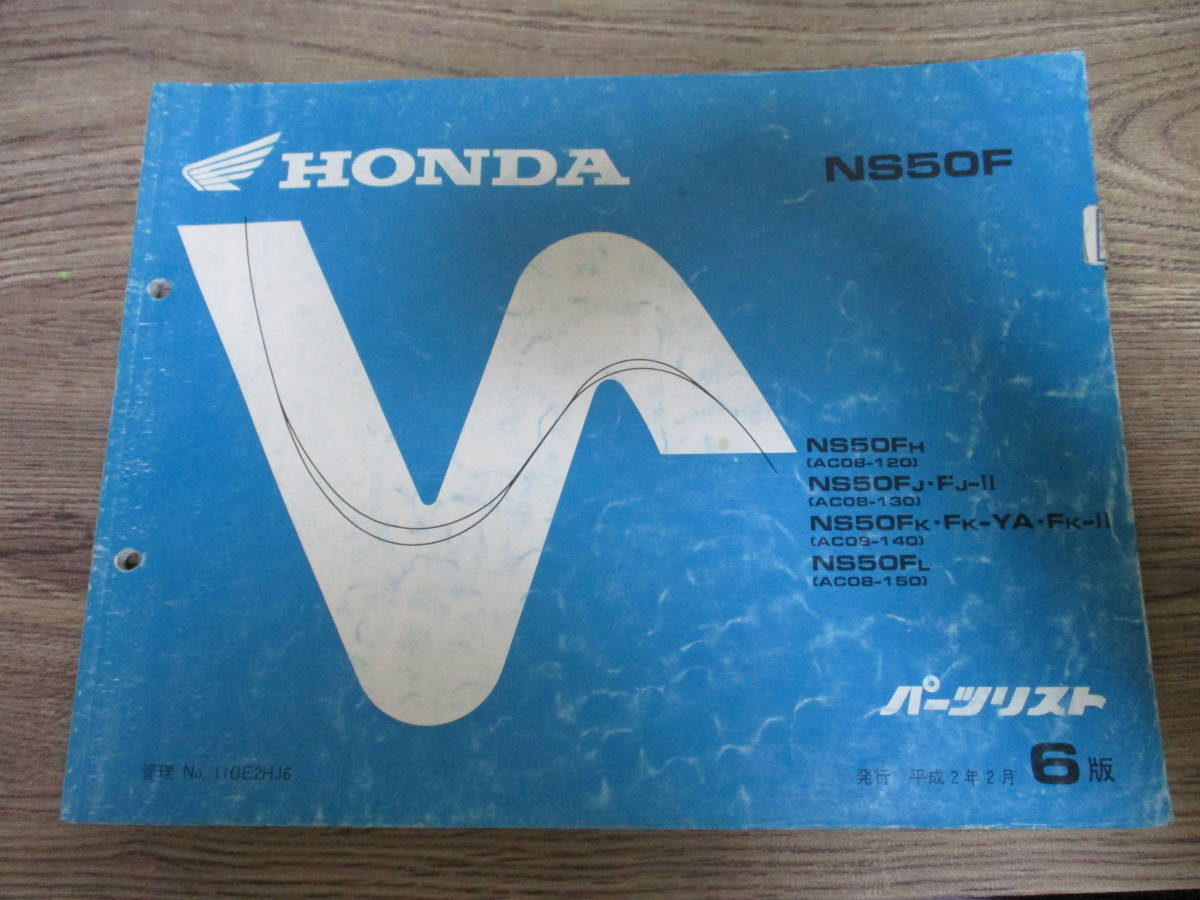 HONDA
NS50F
NS50FH
(AC08-120)
NS50FJ・FJ-II
(AC08-130)
NS50FK・FK-YA・FK-II
(AC08-140)
NS50FL
(AC08-150)
パーツリスト
管理 No. 110E2HJ6
発行 平成2年2月 6版